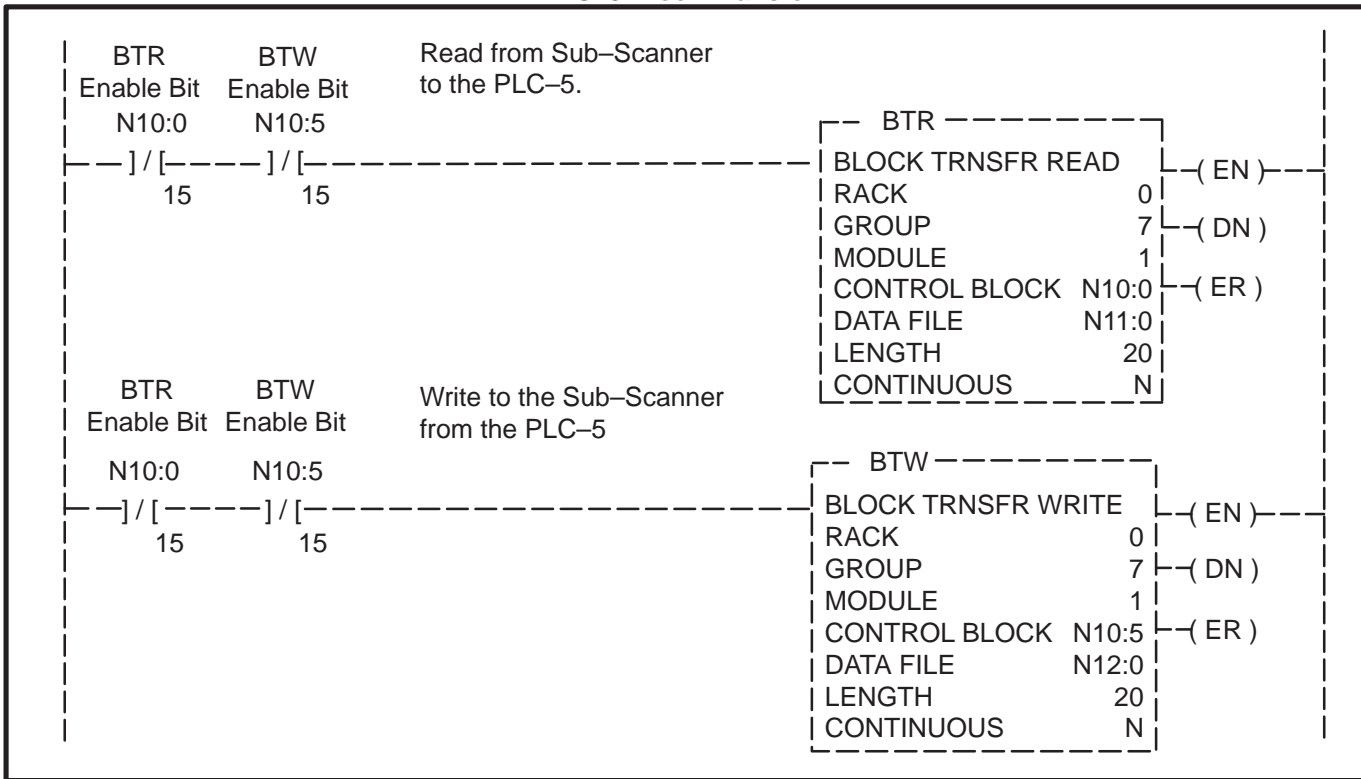 BTR BTW Read from Sub–Scanner
Enable Bit Enable Bit to the PLC–5.
N10:0 N10:5
] / [ ] / [
15 15
BTR
BLOCK TRNSFR READ ( EN )
RACK 0
GROUP 7 ( DN )
MODULE 1
CONTROL BLOCK N10:0 ( ER )
DATA FILE N11:0
LENGTH 20
CONTINUOUS N
BTR BTW Write to the Sub–Scanner
Enable Bit Enable Bit from the PLC–5
N10:0 N10:5
] / [ ] / [
15 15
BTW
BLOCK TRNSFR WRITE ( EN )
RACK 0
GROUP 7 ( DN )
MODULE 1
CONTROL BLOCK N10:5 ( ER )
DATA FILE N12:0
LENGTH 20
CONTINUOUS N